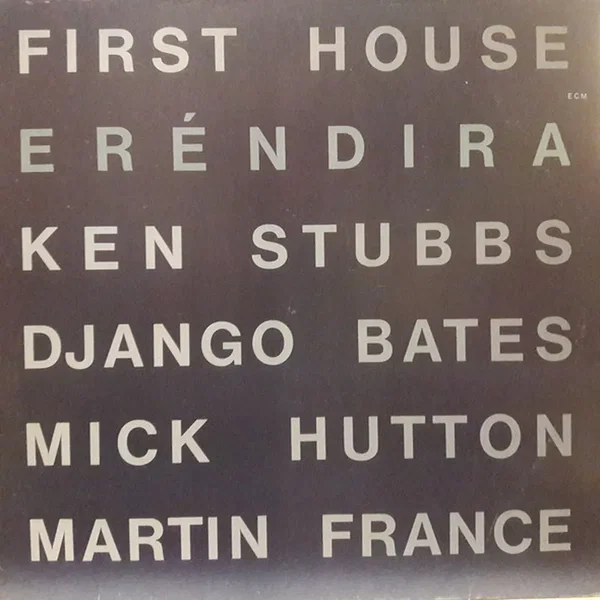 FIRST HOUSE
ECM
ERÉNDIRA
KEN STUBBS
DJANGO BATES
MICK HUTTON
MARTIN FRANCE